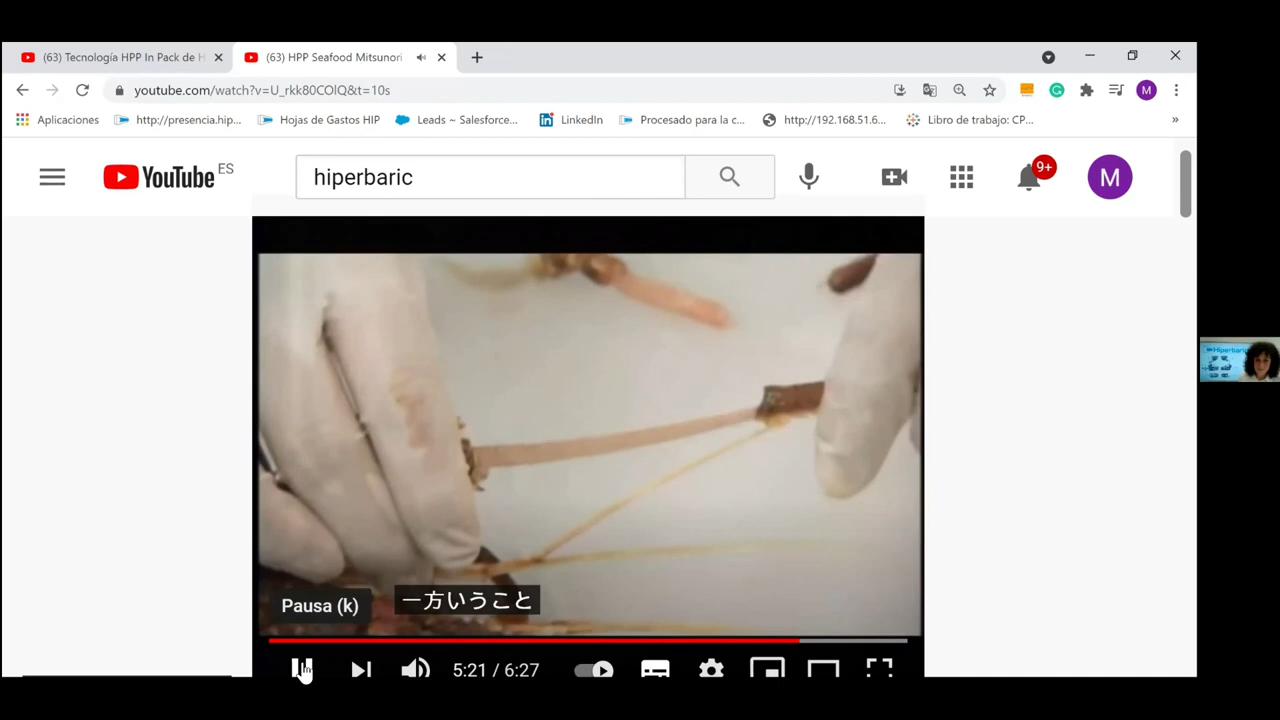 (63) Tecnología HPP In Pack de H
(63) HPP Seafood Mitsunori
youtube.com/watch?v=U_rkk80COlQ&t=10s
M
Aplicaciones
http://presencia.hip...
Hojas de Gastos HIP
Leads ~ Salesforce...
LinkedIn
Procesado para la c...
http://192.168.51.6...
Libro de trabajo: CP...
»
YouTube ES
hiperbaric
9+
M
Hiperbaric
一方いうこと
Pausa (k)
5:21 / 6:27